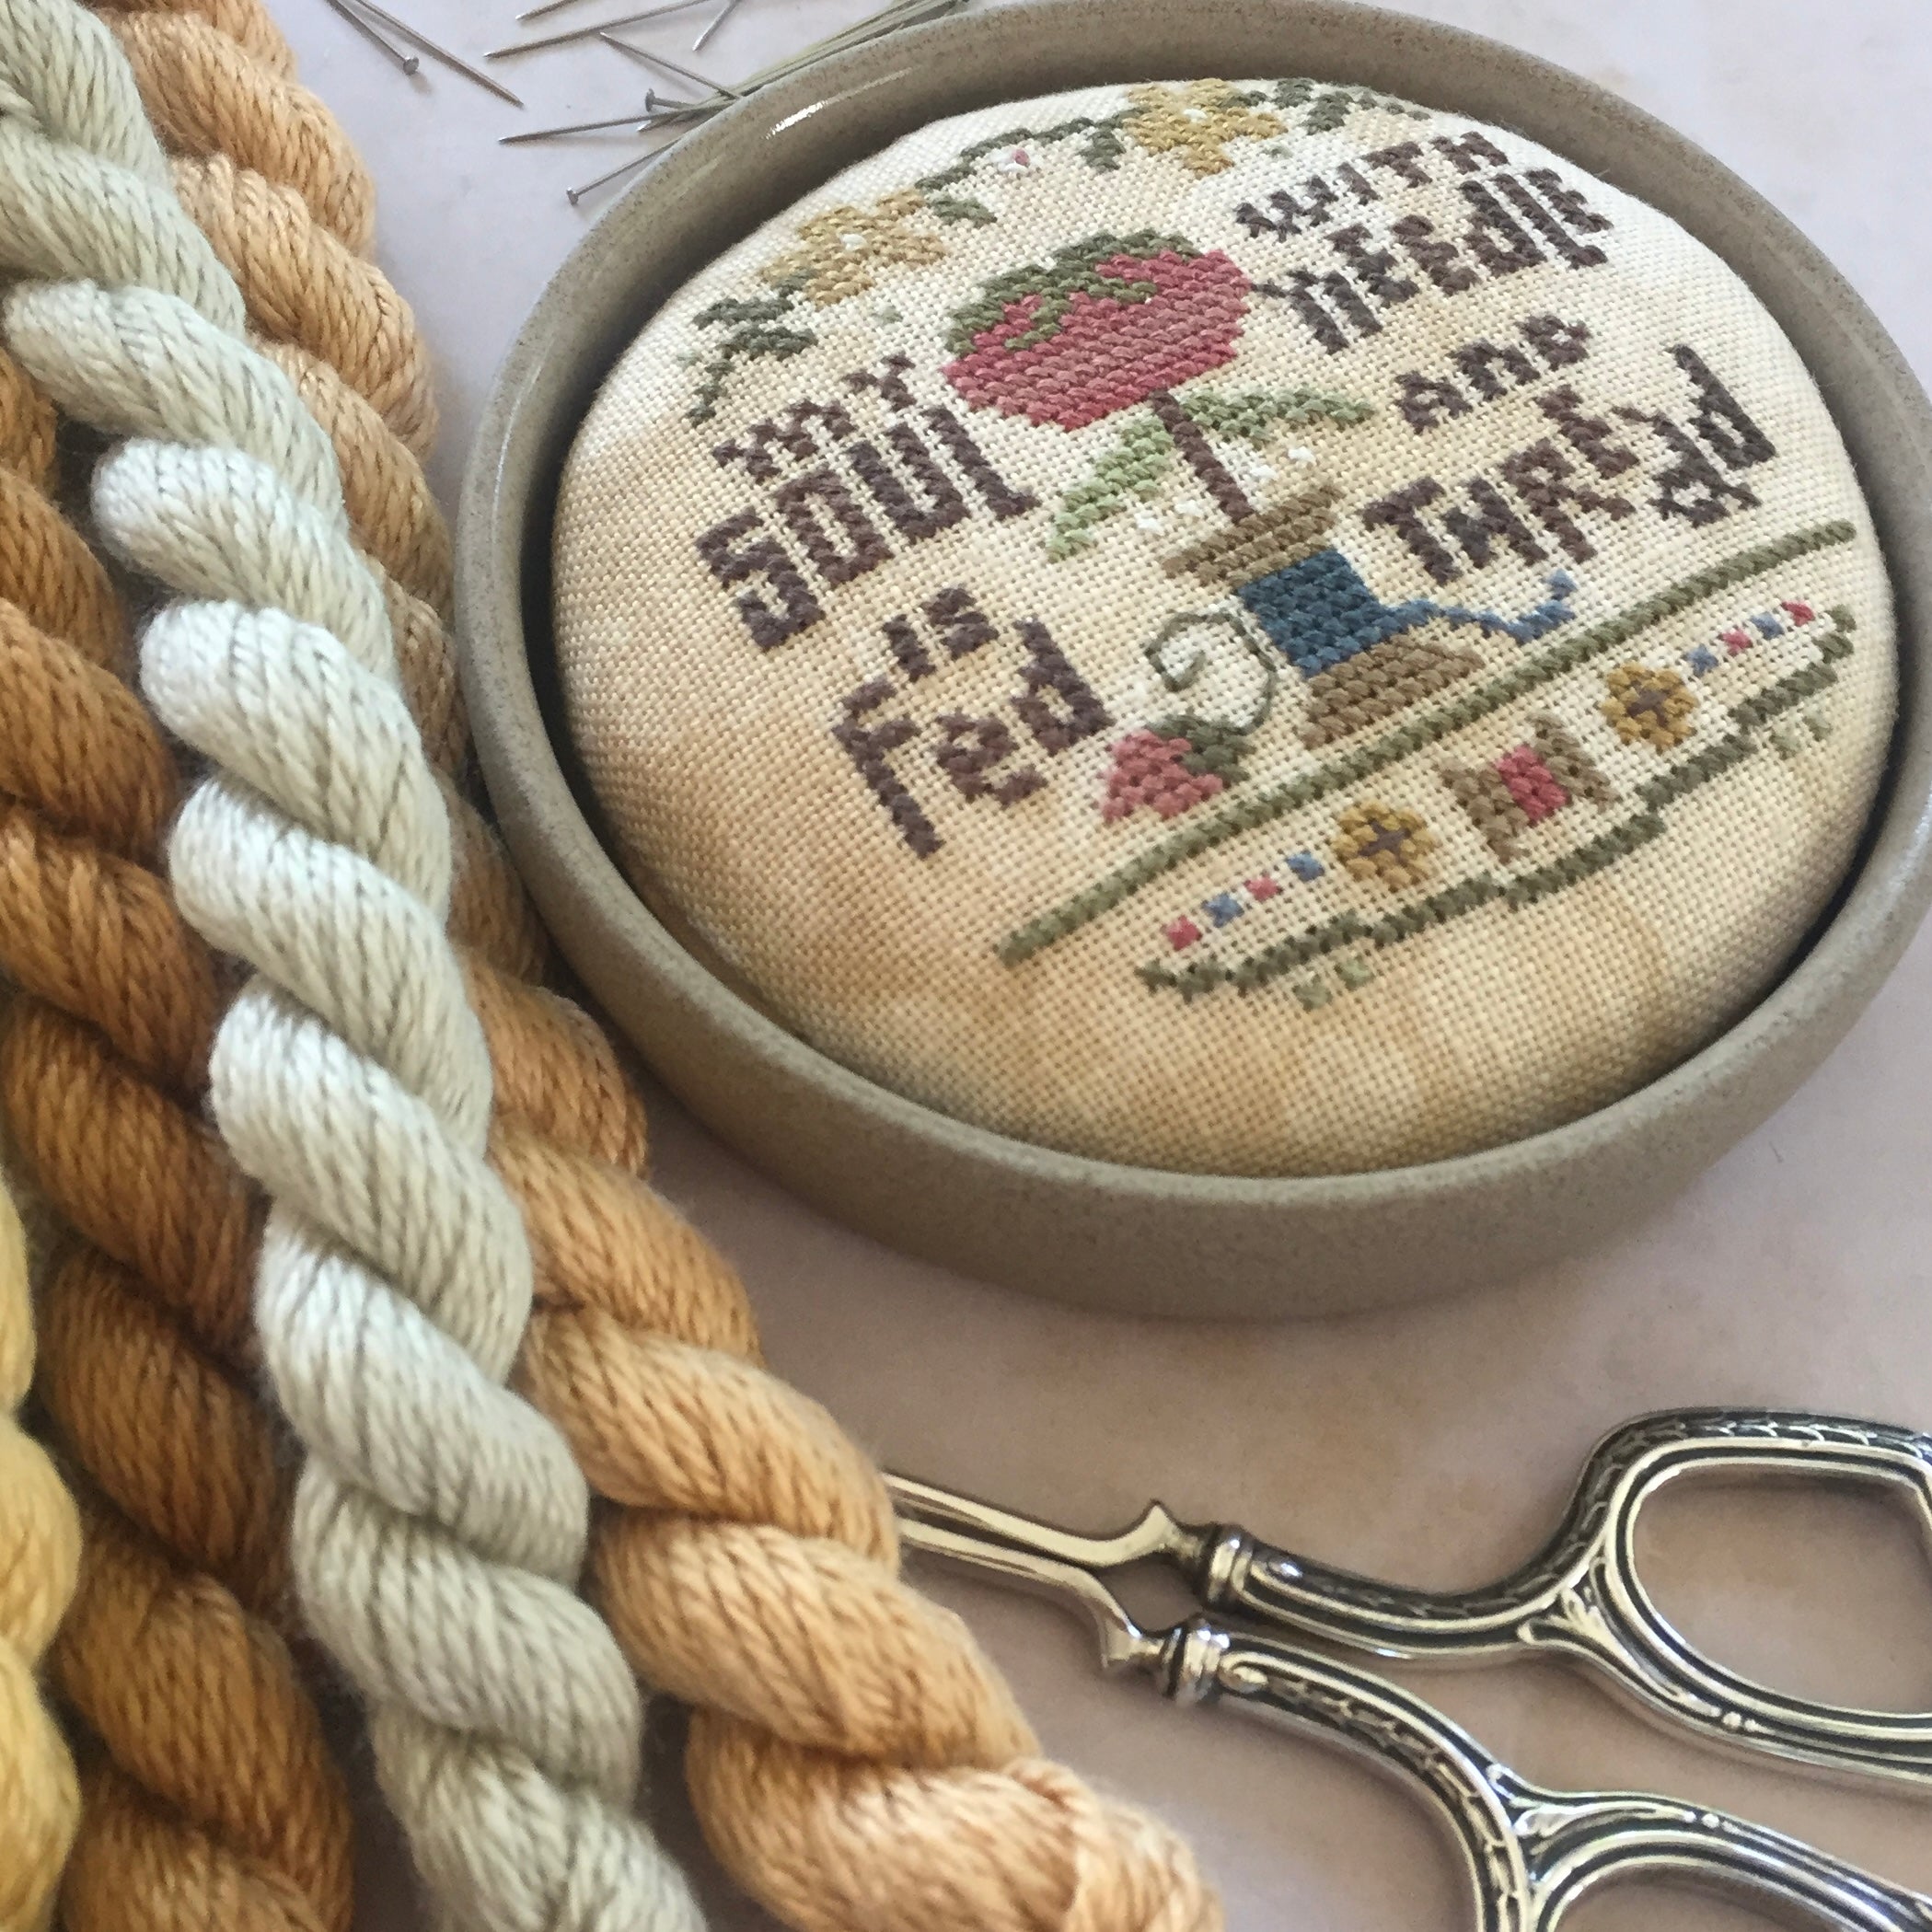 my
soul
is
Fed
with
needle
and
Thread